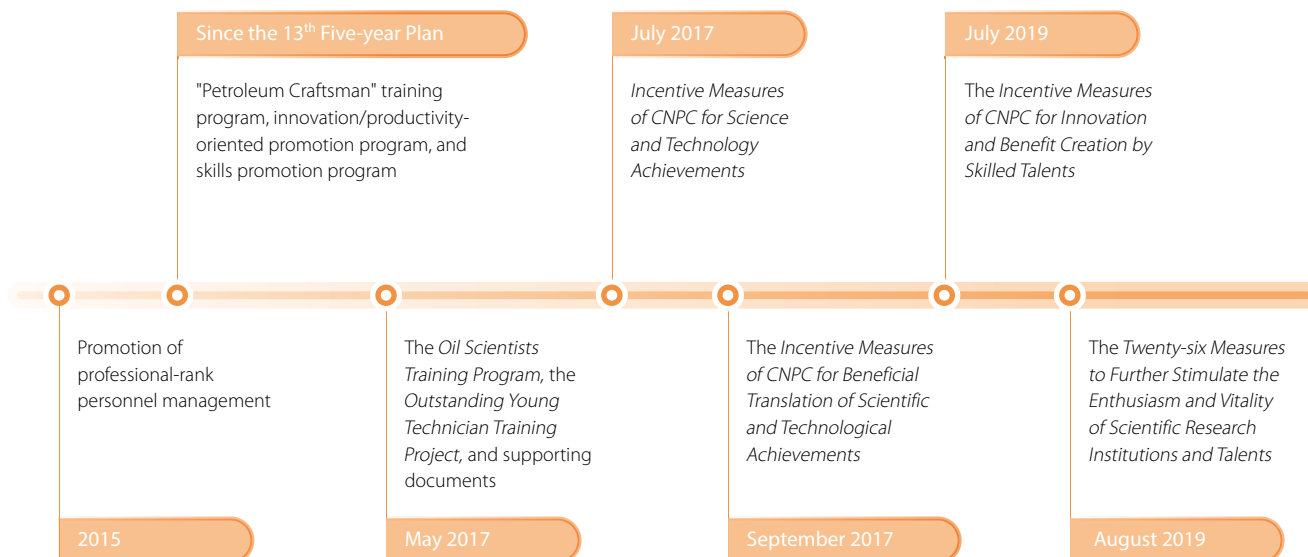 Since the 13th Five-year Plan
"Petroleum Craftsman" training
program, innovation/productivity-
oriented promotion program, and
skills promotion program
July 2017
Incentive Measures
of CNPC for Science
and Technology
Achievements
July 2019
The Incentive Measures
of CNPC for Innovation
and Benefit Creation by
Skilled Talents
Promotion of
professional-rank
personnel management
2015
The Oil Scientists
Training Program, the
Outstanding Young
Technician Training
Project, and supporting
documents
May 2017
The Incentive Measures
of CNPC for Beneficial
Translation of Scientific
and Technological
Achievements
September 2017
The Twenty-six Measures
to Further Stimulate the
Enthusiasm and Vitality
of Scientific Research
Institutions and Talents
August 2019